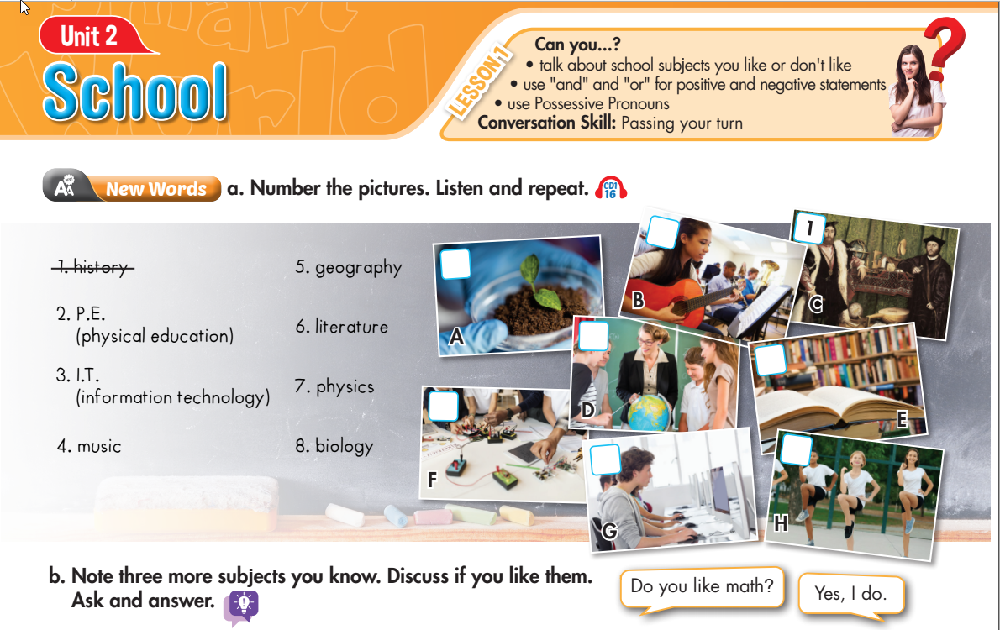 Unit 2
School
LESSON 1
Can you...?
• talk about school subjects you like or don't like
• use "and" and "or" for positive and negative statements
• use Possessive Pronouns
Conversation Skill: Passing your turn
New Words a. Number the pictures. Listen and repeat. CD1 16
1. history
2. P.E.
(physical education)
3. I.T.
(information technology)
4. music
5. geography
6. literature
7. physics
8. biology
A
B
1
C
D
E
F
G
H
b. Note three more subjects you know. Discuss if you like them.
Ask and answer.
Do you like math?
Yes, I do.